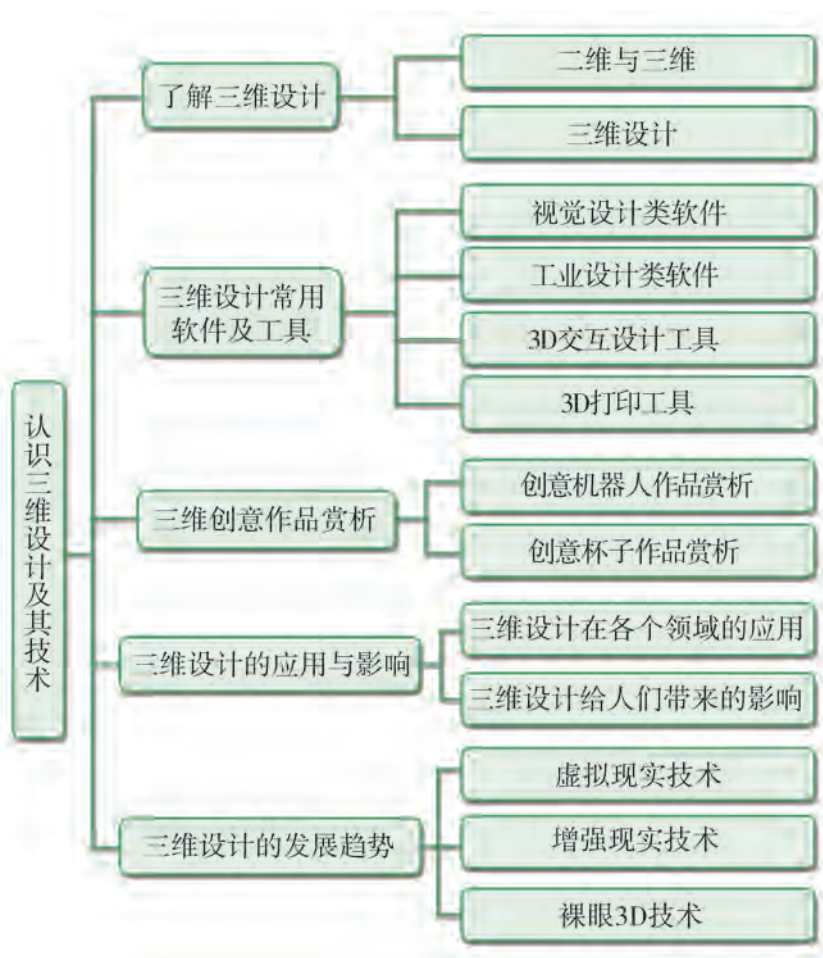 认识三维设计及其技术
了解三维设计
二维与三维
三维设计
三维设计常用
软件及工具
视觉设计类软件
工业设计类软件
3D交互设计工具
3D打印工具
三维创意作品赏析
创意机器人作品赏析
创意杯子作品赏析
三维设计的应用与影响
三维设计在各个领域的应用
三维设计给人们带来的影响
三维设计的发展趋势
虚拟现实技术
增强现实技术
裸眼3D技术